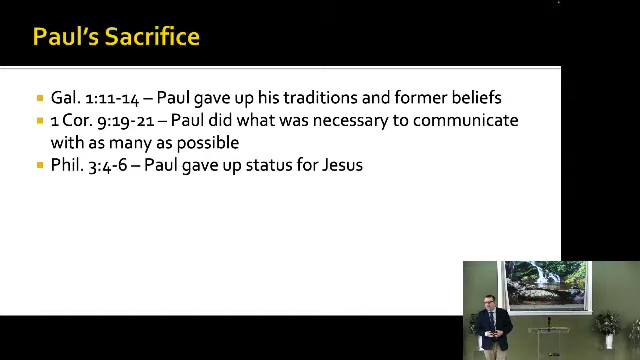 Paul's Sacrifice
Gal. 1:11-14 – Paul gave up his traditions and former beliefs
1 Cor. 9:19-21 – Paul did what was necessary to communicate
with as many as possible
Phil. 3:4-6 – Paul gave up status for Jesus